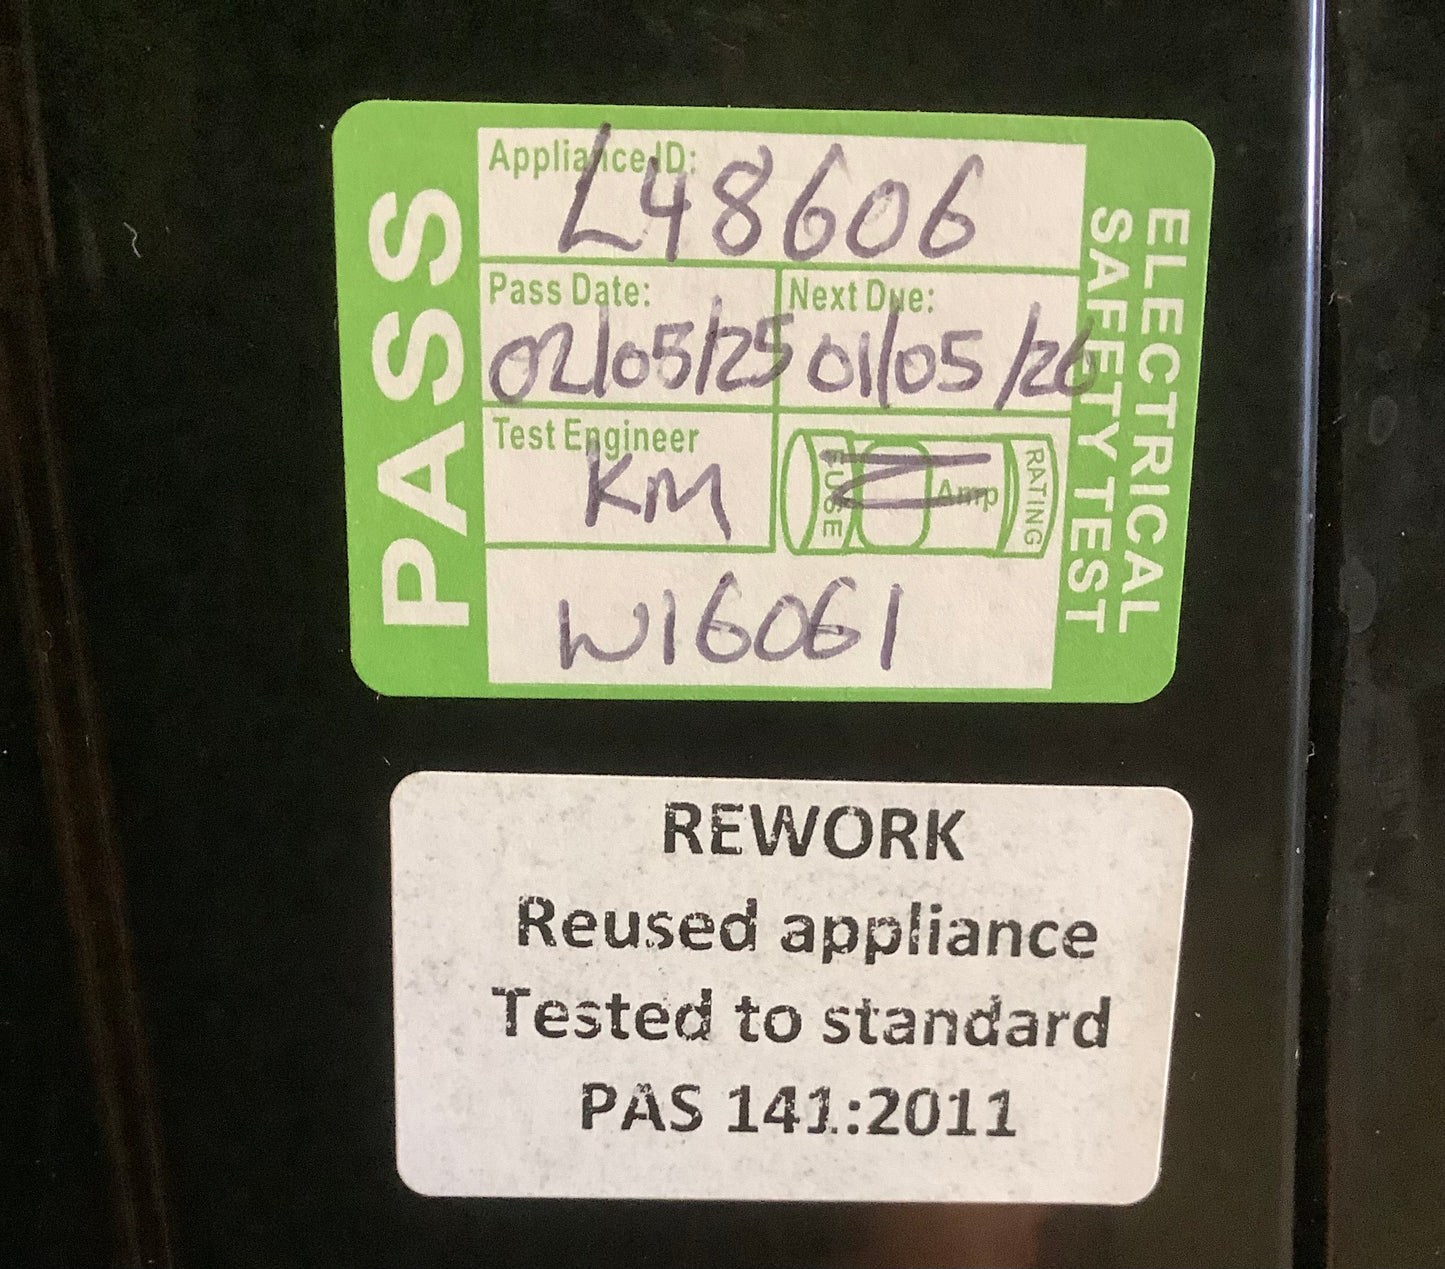 PASS
Appliance ID: L48606
Pass Date: 02/05/25
Next Due: 01/05/26
Test Engineer KM
FUSE Amp RATING
W16061
ELECTRICAL
SAFETY TEST
REWORK
Reused appliance
Tested to standard
PAS 141:2011